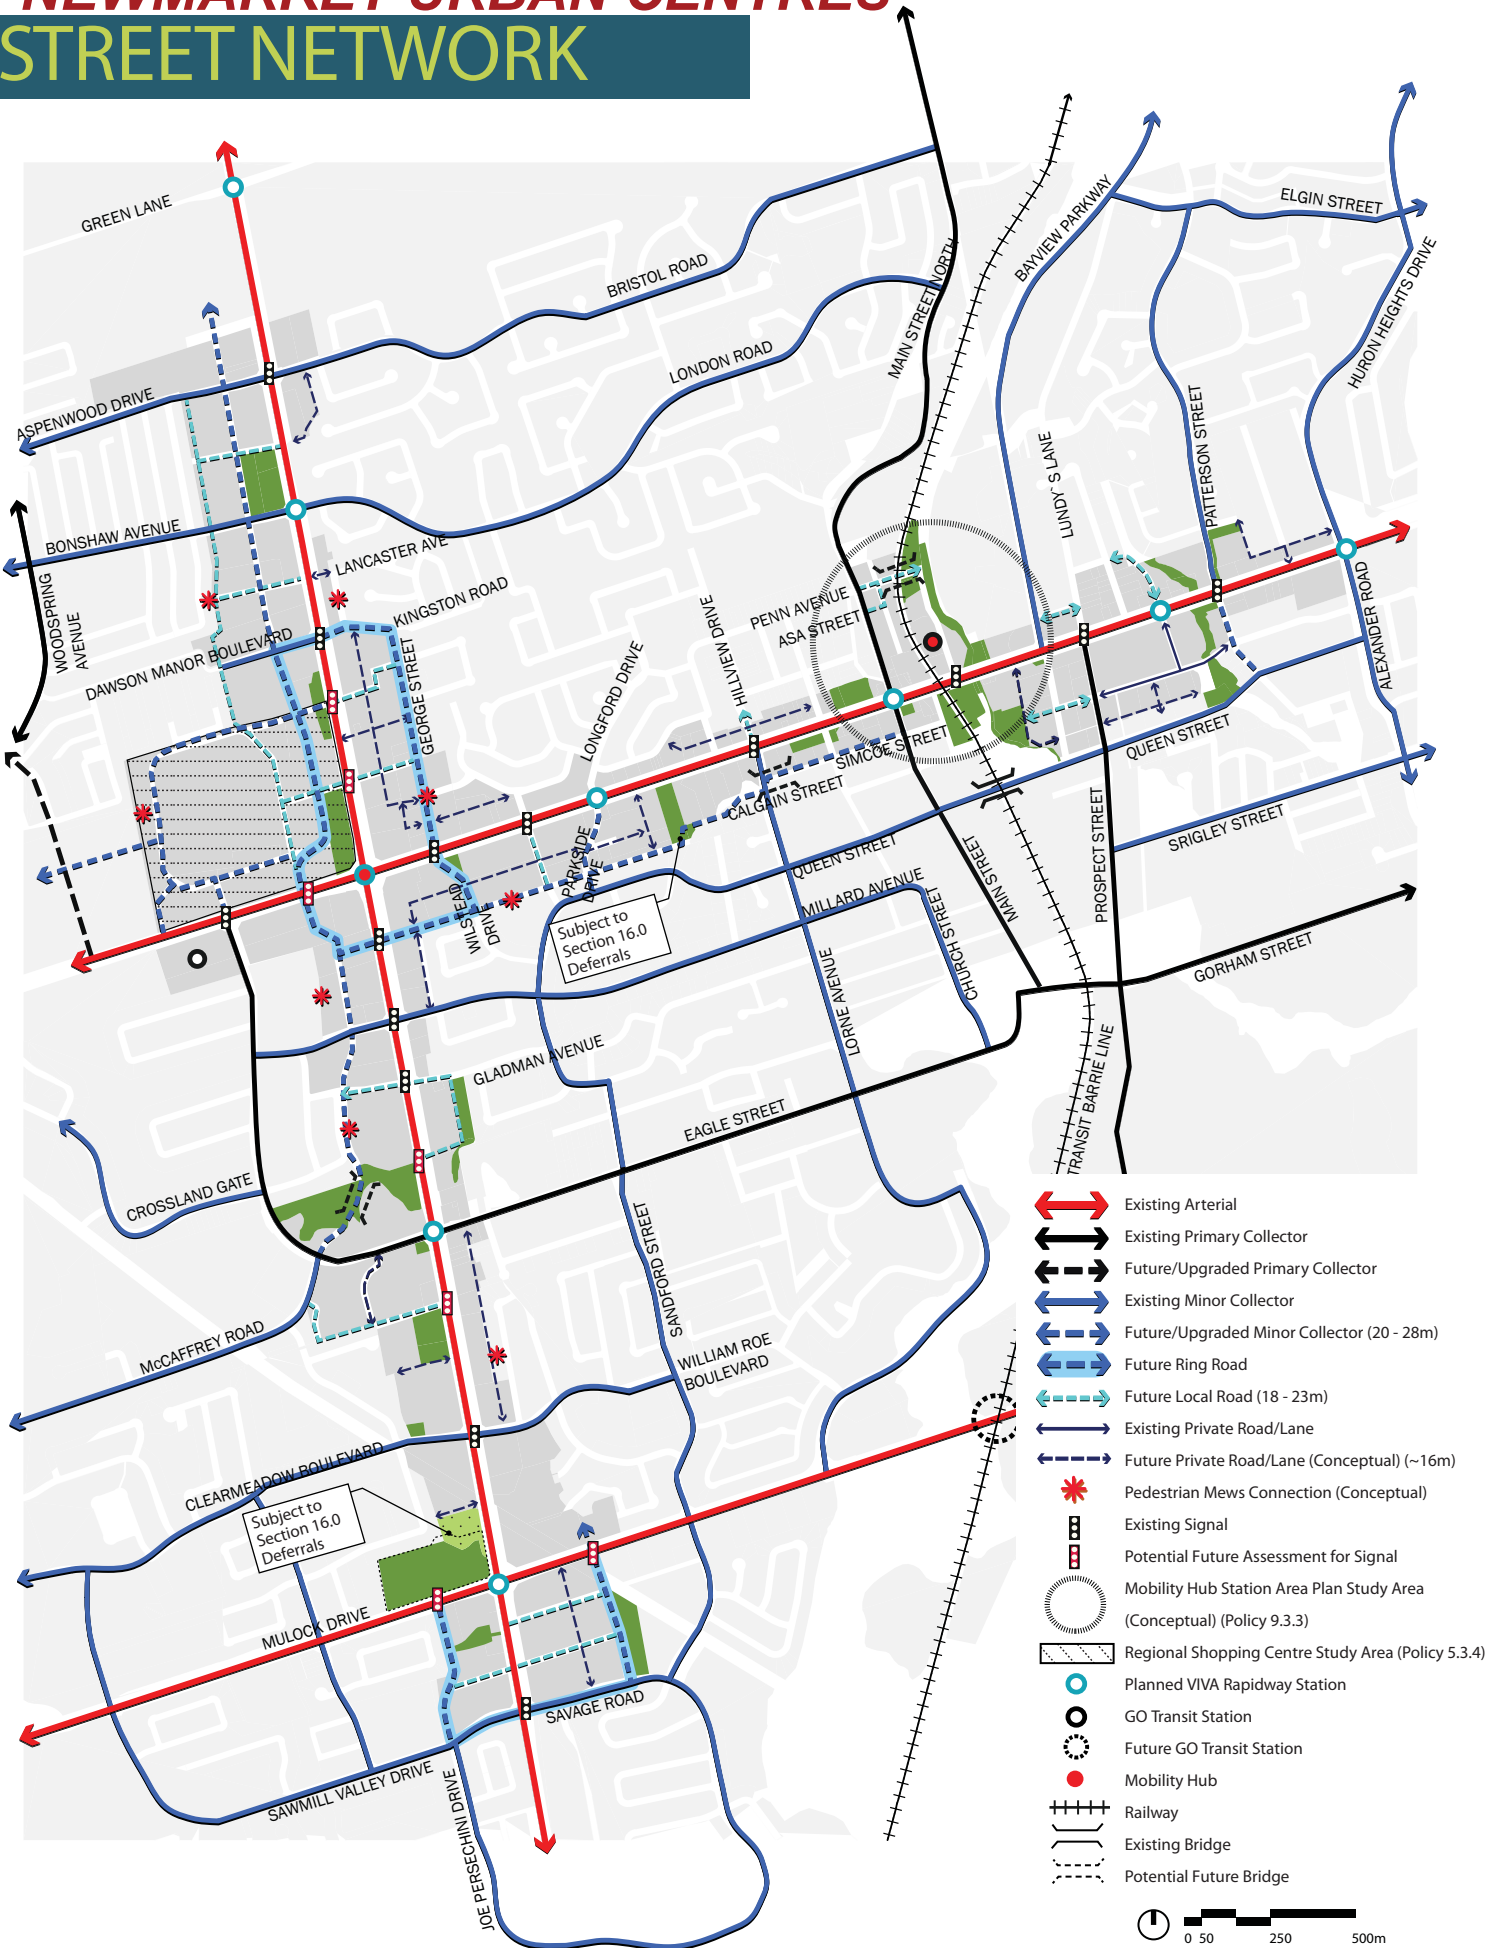 NEWMARKET URBAN CENTRES
STREET NETWORK
GREEN LANE
BRISTOL ROAD
LONDON ROAD
MAIN STREET NORTH
BAYVIEW PARKWAY
ELGIN STREET
HURON HEIGHTS DRIVE
ASPENWOOD DRIVE
BONSHAW AVENUE
LANCASTER AVE
KINGSTON ROAD
WOODSPRING
AVENUE
DAWSON MANOR BOULEVARD
GEORGE STREET
LONGFORD DRIVE
HILLVIEW DRIVE
PENN AVENUE
ASA STREET
LUNDY'S LANE
PATTERSON STREET
ALEXANDER ROAD
SIMCOE STREET
CALGAIN STREET
QUEEN STREET
QUEEN STREET
SRIGLEY STREET
PARKSIDE
DRIVE
WILSTEAD
DRIVE
Subject to
Section 16.0
Deferrals
MILLARD AVENUE
CHURCH STREET
MAIN STREET
PROSPECT STREET
GORHAM STREET
LORNE AVENUE
GLADMAN AVENUE
EAGLE STREET
TRANSIT BARRIE LINE
CROSSLAND GATE
SANDFORD STREET
McCAFFREY ROAD
WILLIAM ROE
BOULEVARD
CLEARMEADOW BOULEVARD
Subject to
Section 16.0
Deferrals
MULOCK DRIVE
SAVAGE ROAD
SAWMILL VALLEY DRIVE
JOE PERSECHINI DRIVE
Existing Arterial
Existing Primary Collector
Future/Upgraded Primary Collector
Existing Minor Collector
Future/Upgraded Minor Collector (20 - 28m)
Future Ring Road
Future Local Road (18 - 23m)
Existing Private Road/Lane
Future Private Road/Lane (Conceptual) (~16m)
Pedestrian Mews Connection (Conceptual)
Existing Signal
Potential Future Assessment for Signal
Mobility Hub Station Area Plan Study Area
(Conceptual) (Policy 9.3.3)
Regional Shopping Centre Study Area (Policy 5.3.4)
Planned VIVA Rapidway Station
GO Transit Station
Future GO Transit Station
Mobility Hub
Railway
Existing Bridge
Potential Future Bridge
0 50 250 500m